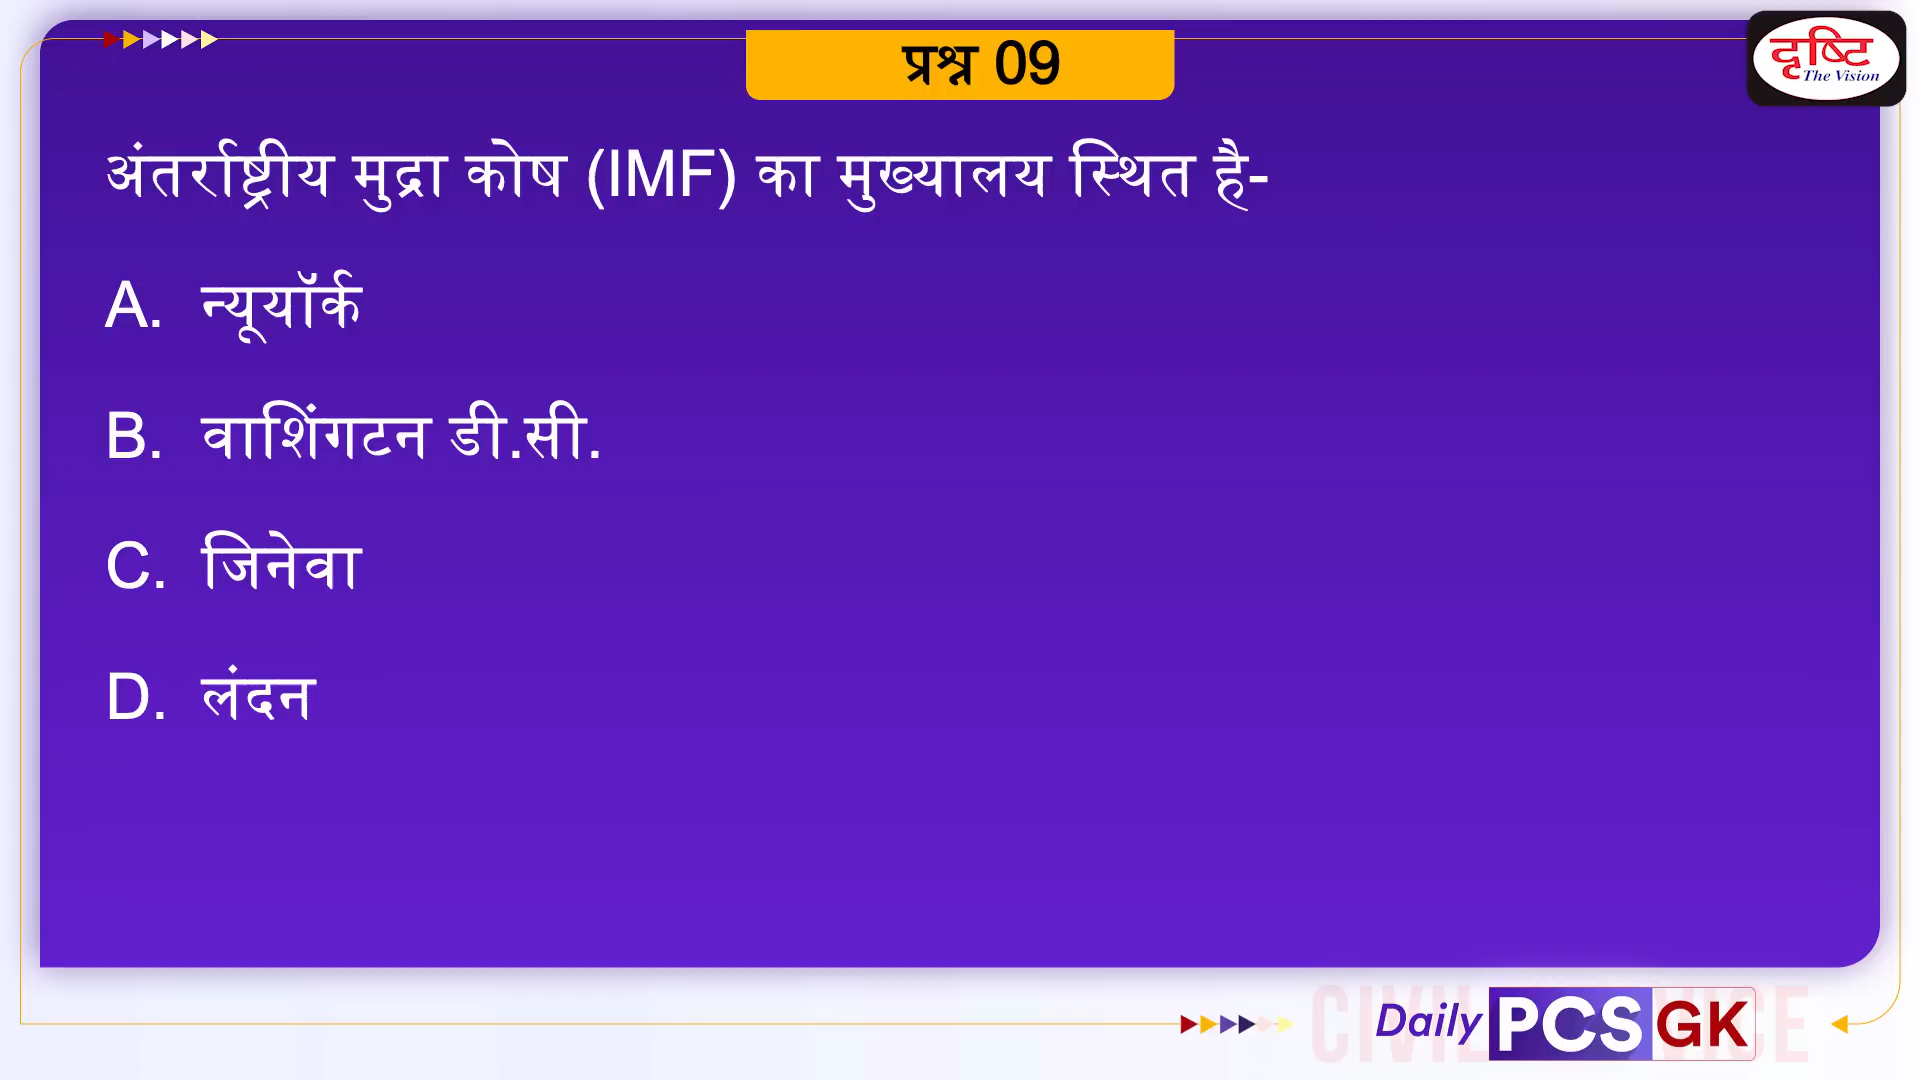 प्रश्न 09
दृष्टि
The Vision
अंतर्राष्ट्रीय मुद्रा कोष (IMF) का मुख्यालय स्थित है-
A. न्यूयॉर्क
B. वाशिंगटन डी.सी.
C. जिनेवा
D. लंदन
Daily PCS GK